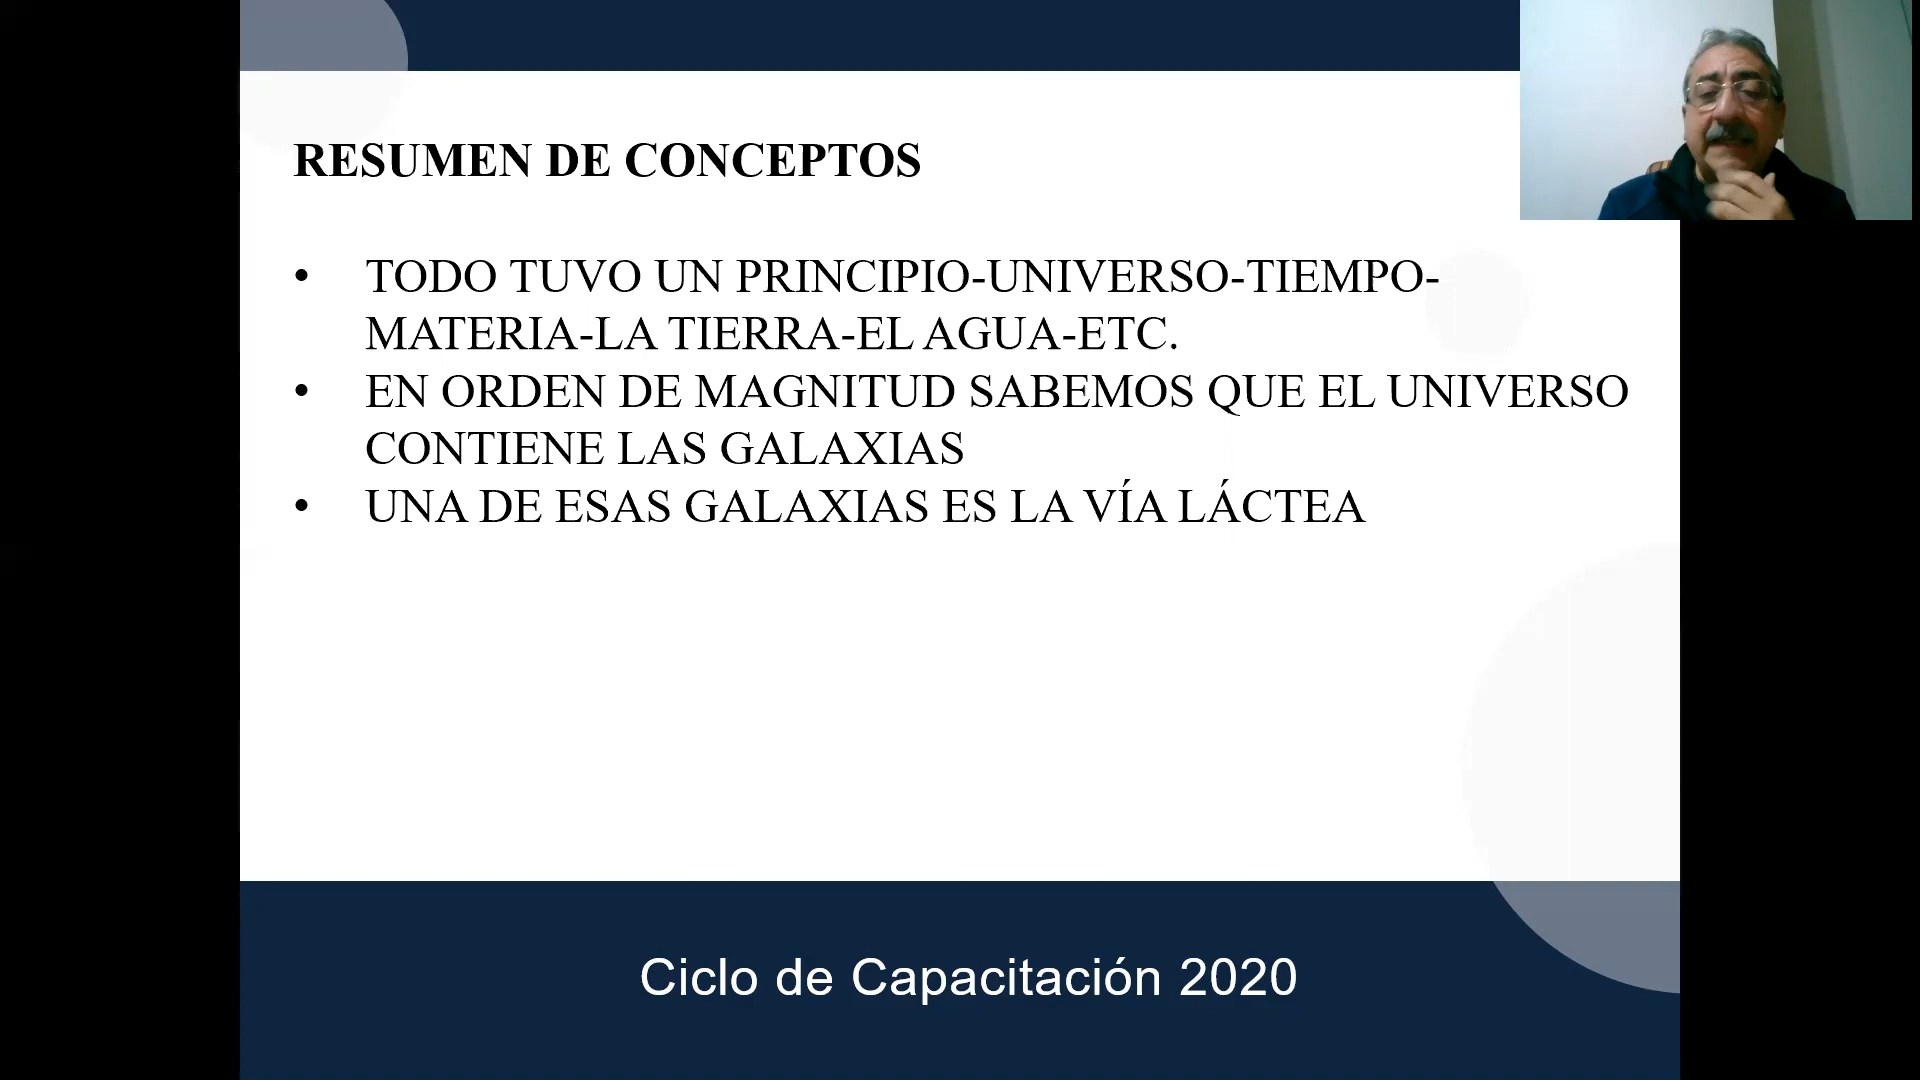 RESUMEN DE CONCEPTOS
• TODO TUVO UN PRINCIPIO-UNIVERSO-TIEMPO-
MATERIA-LA TIERRA-EL AGUA-ETC.
• EN ORDEN DE MAGNITUD SABEMOS QUE EL UNIVERSO
CONTIENE LAS GALAXIAS
• UNA DE ESAS GALAXIAS ES LA VÍA LÁCTEA
Ciclo de Capacitación 2020